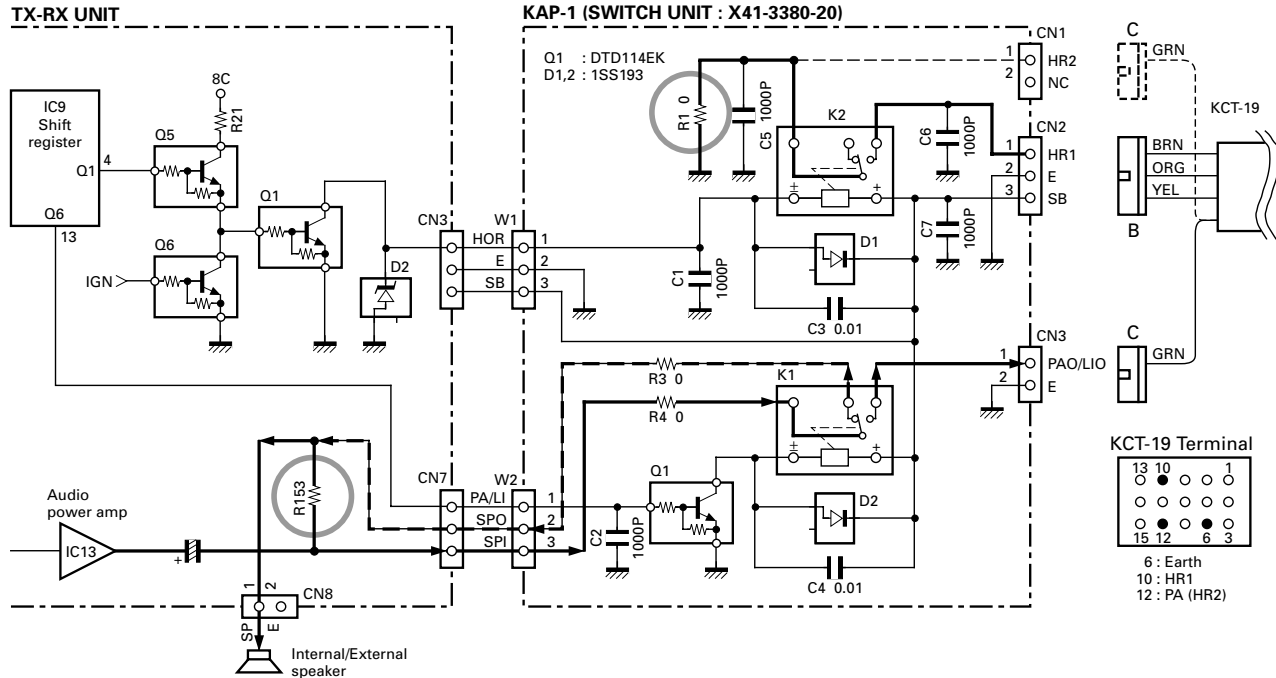 TX-RX UNIT
KAP-1 (SWITCH UNIT : X41-3380-20)
Q1 : DTD114EK
D1,2 : 1SS193
8C
R21
IC9
Shift
register
Q1
4
Q6
13
Q5
Q6
IGN
Q1
D2
CN3
HOR
E
SB
W1
1
2
3
R1 0
C5
1000P
K2
C6
1000P
± +
C1
1000P
D1
C3 0.01
C7
1000P
CN1
1 HR2
2 NC
CN2
1 HR1
2 E
3 SB
CN3
1 PAO/LIO
2 E
C
GRN
KCT-19
BRN
ORG
YEL
B
C
GRN
R3 0
R4 0
K1
± +
Audio
power amp
IC13
+
R153
CN7
PA/LI
SPO
SPI
W2
1
2
3
C2
1000P
Q1
D2
C4 0.01
1
2
CN8
SP
E
Internal/External
speaker
KCT-19 Terminal
13 10 1
15 12 6 3
6 : Earth
10 : HR1
12 : PA (HR2)